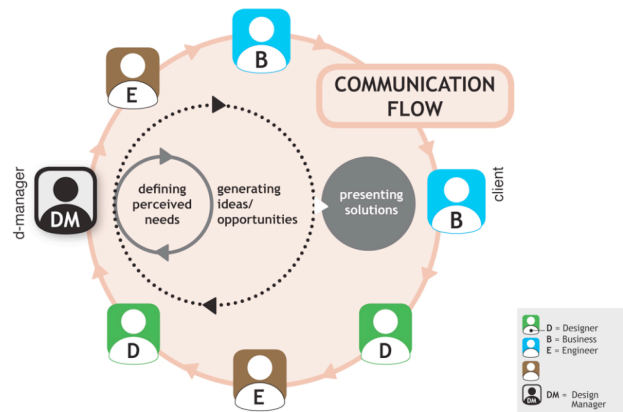 B
E
COMMUNICATION
FLOW
d-manager
DM
defining
perceived
needs
generating
ideas/
opportunities
presenting
solutions
B
client
D
D
E
D = Designer
B = Business
E = Engineer
DM
DM = Design
Manager